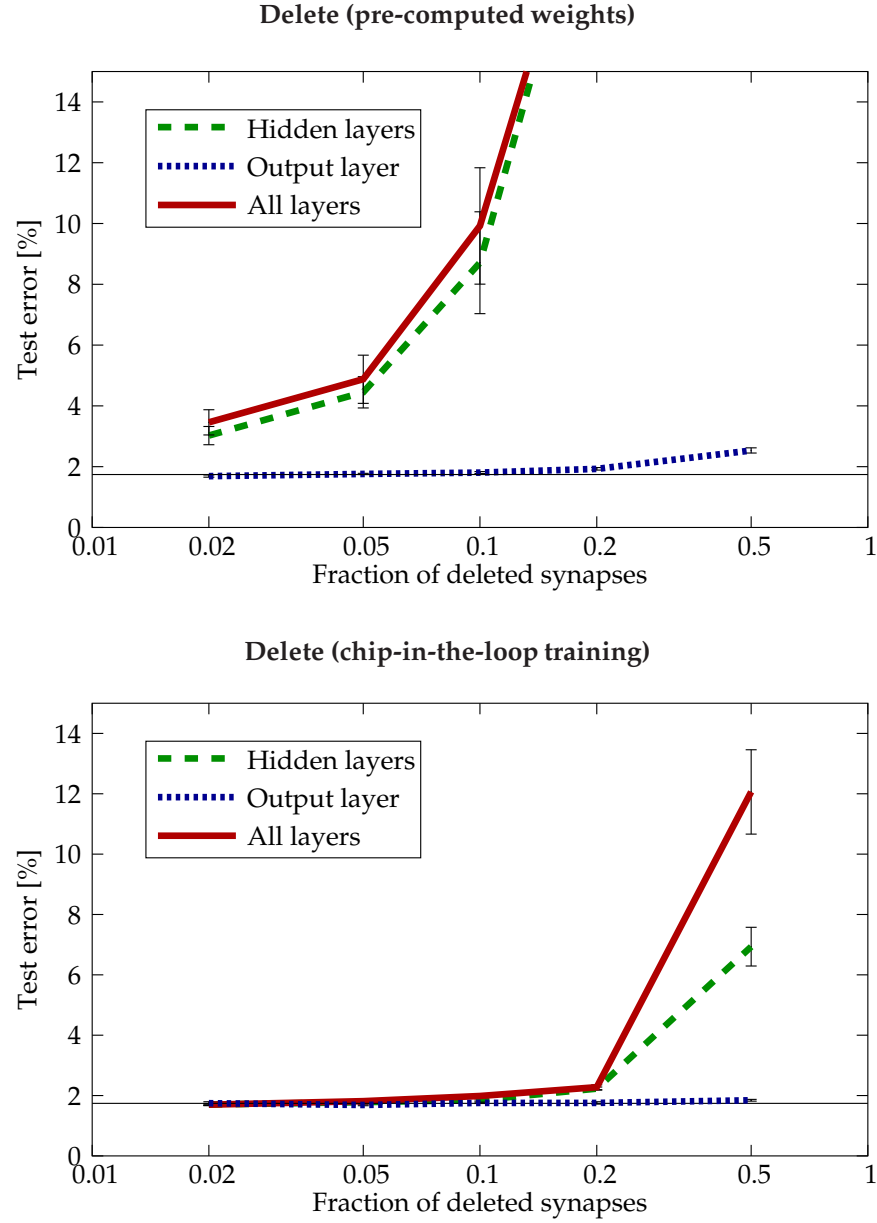 Delete (pre-computed weights)
14
12
10
8
6
4
2
0
Test error [%]
Hidden layers
Output layer
All layers
0.01 0.02 0.05 0.1 0.2 0.5 1
Fraction of deleted synapses
Delete (chip-in-the-loop training)
14
12
10
8
6
4
2
0
Test error [%]
Hidden layers
Output layer
All layers
0.01 0.02 0.05 0.1 0.2 0.5 1
Fraction of deleted synapses